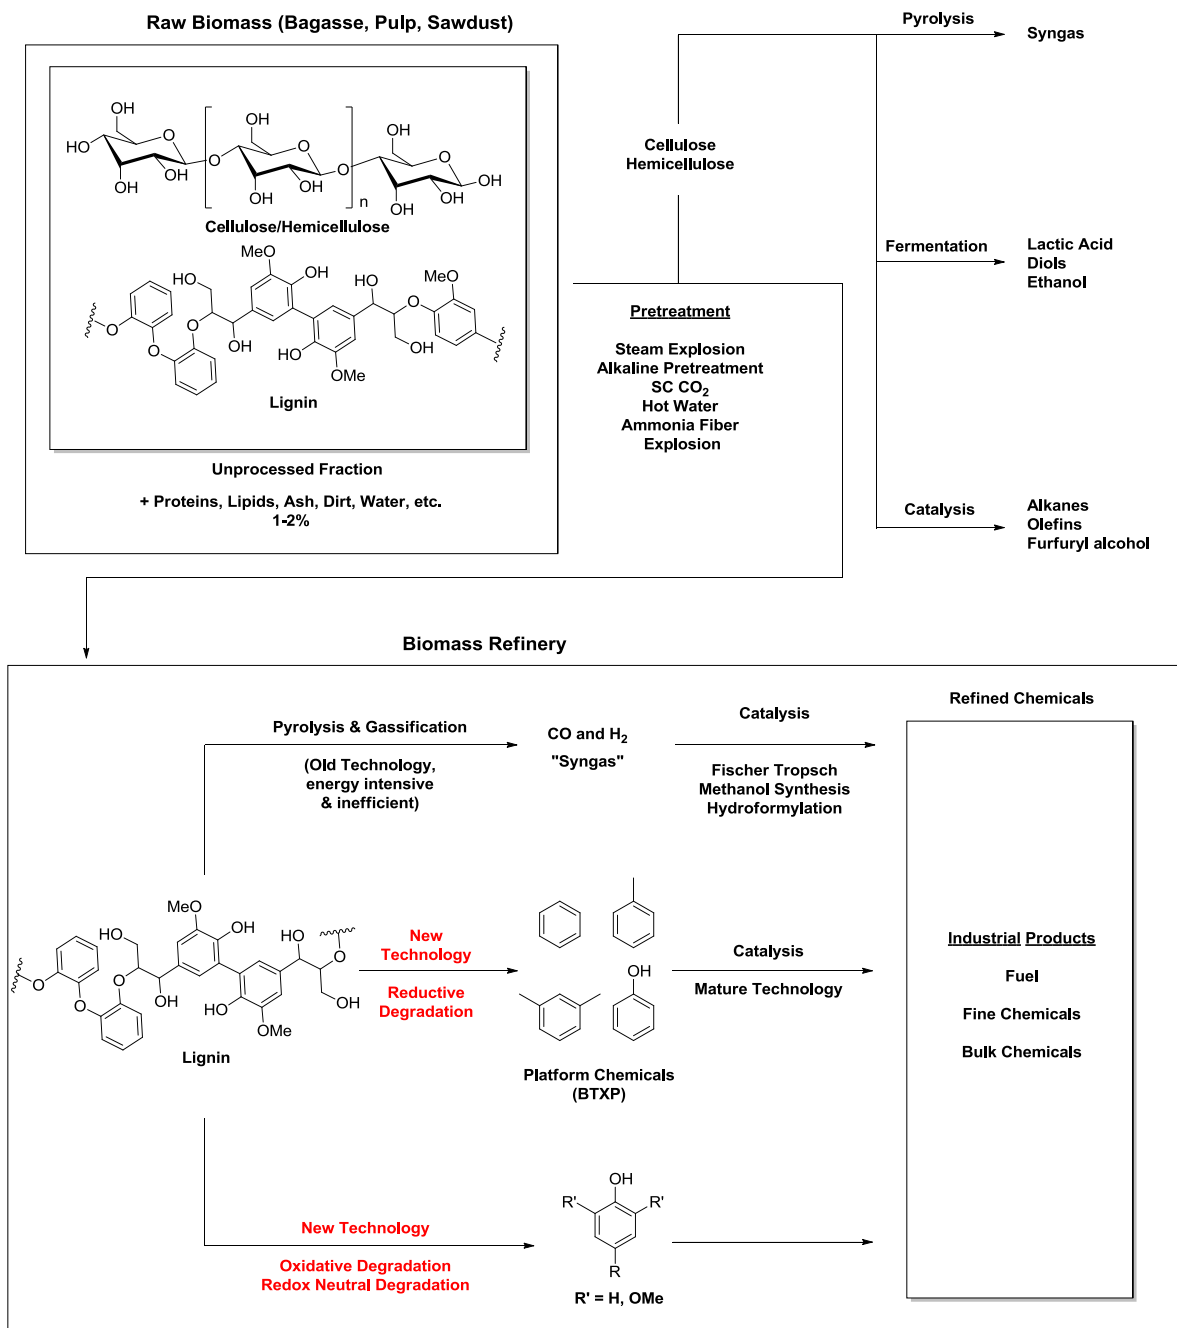 Raw Biomass (Bagasse, Pulp, Sawdust)
OH
HO
HO
OH
O
OH
O
OH
O
OH
OH
O
n
OH
O
OH
OH
OH
Cellulose/Hemicellulose
MeO
OH
HO
O
O
O
OH
HO
OMe
OH
O
OH
MeO
Lignin
Unprocessed Fraction
+ Proteins, Lipids, Ash, Dirt, Water, etc.
1-2%
Cellulose
Hemicellulose
Pretreatment
Steam Explosion
Alkaline Pretreatment
SC CO2
Hot Water
Ammonia Fiber
Explosion
Pyrolysis
Syngas
Fermentation
Lactic Acid
Diols
Ethanol
Catalysis
Alkanes
Olefins
Furfuryl alcohol
Biomass Refinery
Pyrolysis & Gassification
(Old Technology,
energy intensive
& inefficient)
CO and H2
"Syngas"
Catalysis
Fischer Tropsch
Methanol Synthesis
Hydroformylation
Refined Chemicals
MeO
OH
HO
O
O
O
OH
HO
OMe
HO
O
HO
Lignin
New
Technology
Reductive
Degradation
OH
Platform Chemicals
(BTXP)
Catalysis
Mature Technology
Industrial Products
Fuel
Fine Chemicals
Bulk Chemicals
New Technology
Oxidative Degradation
Redox Neutral Degradation
OH
R'
R'
R
R' = H, OMe